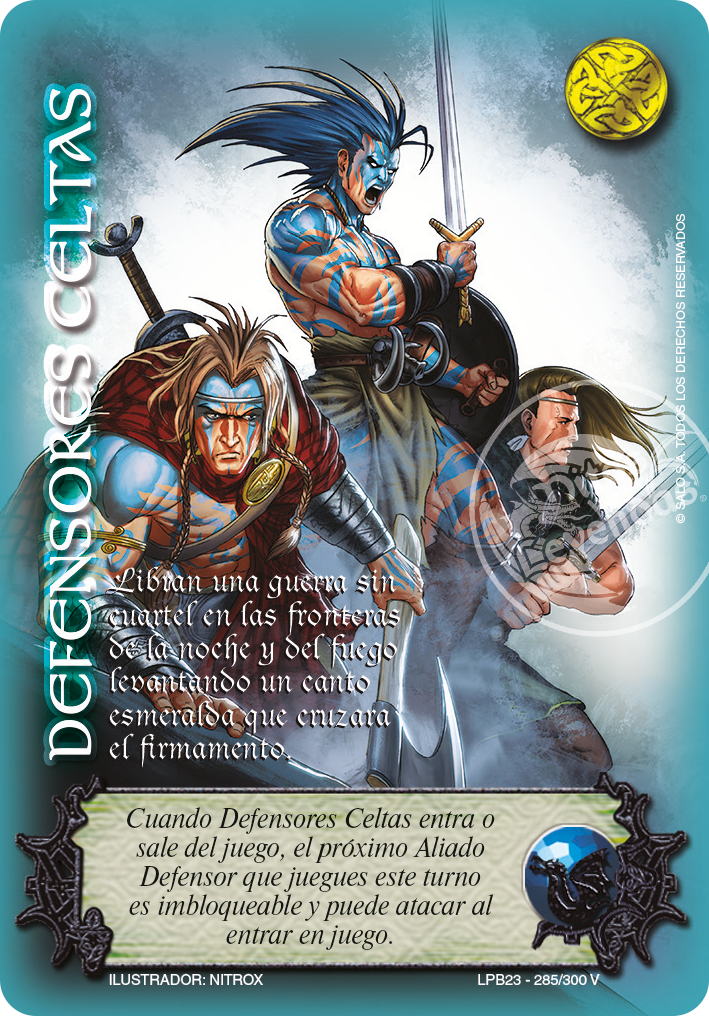 DEFENSORES CELTAS
© SALO S.A. TODOS LOS DERECHOS RESERVADOS
Leyendas
Libran una guerra sin
cuartel en las fronteras
de la noche y del fuego
levantando un canto
esmeralda que cruzara
el firmamento.
Cuando Defensores Celtas entra o
sale del juego, el próximo Aliado
Defensor que juegues este turno
es imbloqueable y puede atacar al
entrar en juego.
ILUSTRADOR: NITROX
LPB23 - 285/300 V